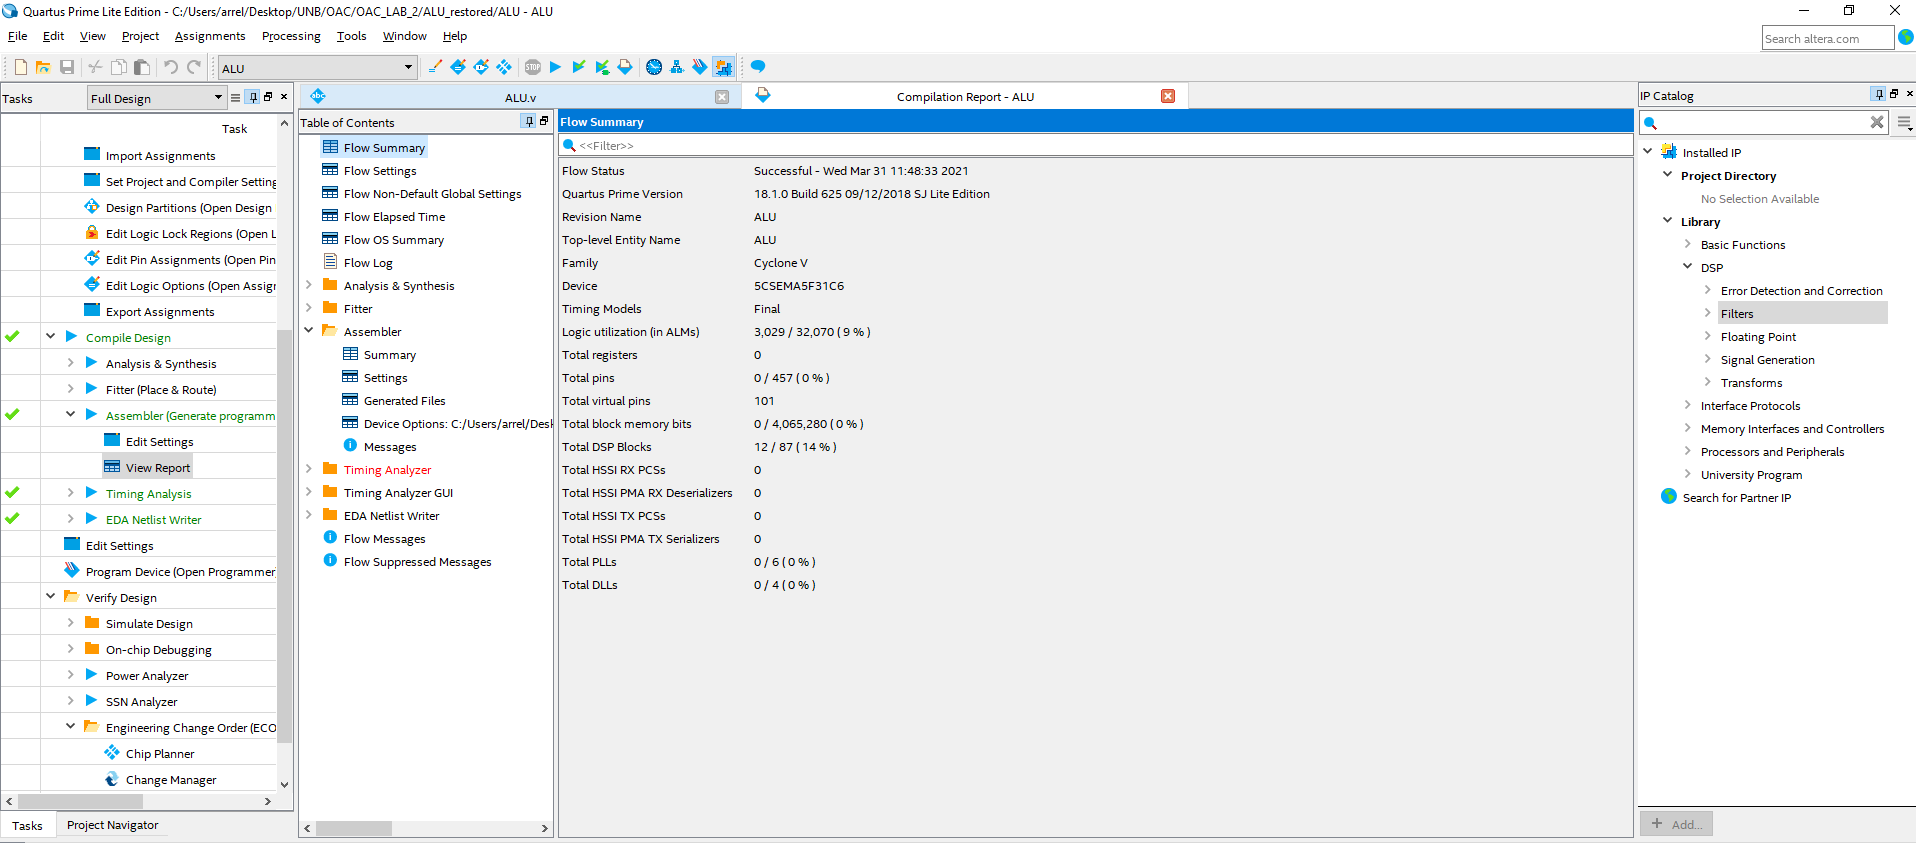 Quartus Prime Lite Edition - C:/Users/arrel/Desktop/UNB/OAC/OAC_LAB_2/ALU_restored/ALU - ALU
File Edit View Project Assignments Processing Tools Window Help
Search altera.com
ALU
STOP
Tasks
Full Design
Task
Import Assignments
Set Project and Compiler Setting
Design Partitions (Open Design
Edit Logic Lock Regions (Open L
Edit Pin Assignments (Open Pin
Edit Logic Options (Open Assigr
Export Assignments
Compile Design
Analysis & Synthesis
Fitter (Place & Route)
Assembler (Generate programm
Edit Settings
View Report
Timing Analysis
EDA Netlist Writer
Edit Settings
Program Device (Open Programmer
Verify Design
Simulate Design
On-chip Debugging
Power Analyzer
SSN Analyzer
Engineering Change Order (ECO
Chip Planner
Change Manager
Tasks
Project Navigator
abc
ALU.v
Compilation Report - ALU
Table of Contents
Flow Summary
Flow Settings
Flow Non-Default Global Settings
Flow Elapsed Time
Flow OS Summary
Flow Log
Analysis & Synthesis
Fitter
Assembler
Summary
Settings
Generated Files
Device Options: C:/Users/arrel/Desk
Messages
Timing Analyzer
Timing Analyzer GUI
EDA Netlist Writer
Flow Messages
Flow Suppressed Messages
Flow Summary
<<Filter>>
Flow Status Successful - Wed Mar 31 11:48:33 2021
Quartus Prime Version 18.1.0 Build 625 09/12/2018 SJ Lite Edition
Revision Name ALU
Top-level Entity Name ALU
Family Cyclone V
Device 5CSEMA5F31C6
Timing Models Final
Logic utilization (in ALMs) 3,029 / 32,070 ( 9 % )
Total registers 0
Total pins 0 / 457 ( 0 % )
Total virtual pins 101
Total block memory bits 0 / 4,065,280 ( 0 % )
Total DSP Blocks 12 / 87 ( 14 % )
Total HSSI RX PCSs 0
Total HSSI PMA RX Deserializers 0
Total HSSI TX PCSs 0
Total HSSI PMA TX Serializers 0
Total PLLs 0 / 6 ( 0 % )
Total DLLs 0 / 4 ( 0 % )
IP Catalog
Installed IP
Project Directory
No Selection Available
Library
Basic Functions
DSP
Error Detection and Correction
Filters
Floating Point
Signal Generation
Transforms
Interface Protocols
Memory Interfaces and Controllers
Processors and Peripherals
University Program
Search for Partner IP
+ Add...